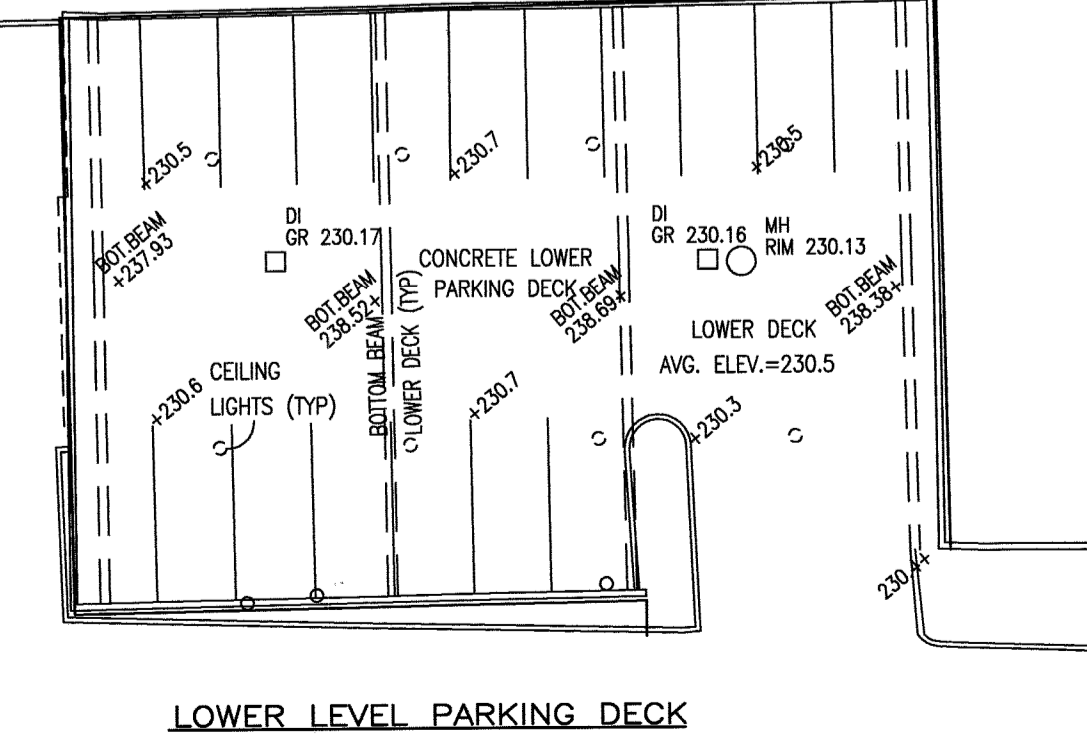 +230.5
+230.7
+230.5
BOT.BEAM
+237.93
DI
GR 230.17
CONCRETE LOWER
PARKING DECK
DI
GR 230.16
MH
RIM 230.13
BOT.BEAM
238.52+
BOTTOM BEAM
LOWER DECK (TYP)
BOT.BEAM
238.69+
BOT.BEAM
238.38+
LOWER DECK
AVG. ELEV.=230.5
+230.6
CEILING
LIGHTS (TYP)
+230.7
+230.3
230.4+
LOWER LEVEL PARKING DECK